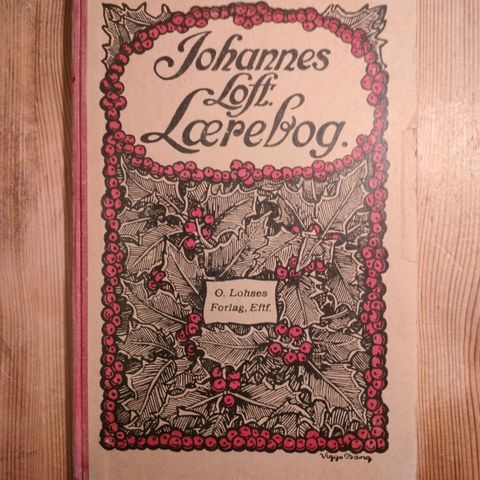 Johannes
Loft.
Lærebog.
O. Lohses
Forlag, Eftf.
Viggo Bang